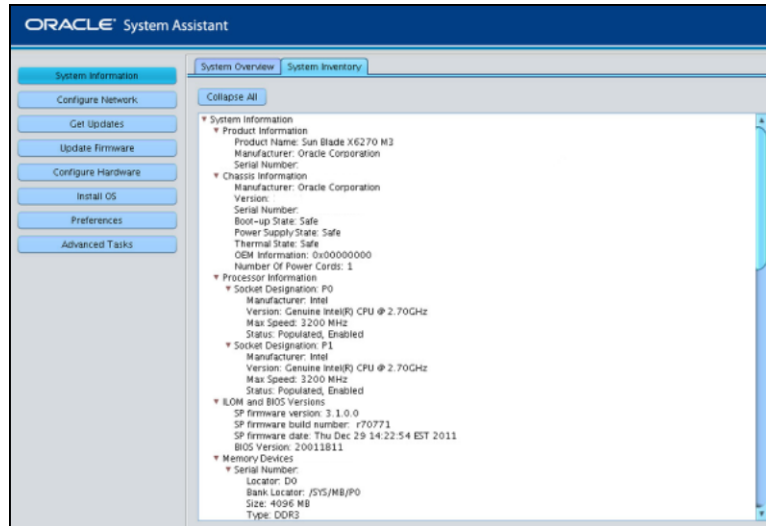 ORACLE System Assistant
System Overview
System Inventory
System Information
Configure Network
Get Updates
Update Firmware
Configure Hardware
Install OS
Preferences
Advanced Tasks
Collapse All
System Information
Product Information
Product Name: Sun Blade X6270 M3
Manufacturer: Oracle Corporation
Serial Number:
Chassis Information
Manufacturer: Oracle Corporation
Version:
Serial Number:
Boot-up State: Safe
Power Supply State: Safe
Thermal State: Safe
OEM Information: 0x00000000
Number Of Power Cords: 1
Processor Information
Socket Designation: P0
Manufacturer: Intel
Version: Genuine Intel(R) CPU @ 2.70GHz
Max Speed: 3200 MHz
Status: Populated, Enabled
Socket Designation: P1
Manufacturer: Intel
Version: Genuine Intel(R) CPU @ 2.70GHz
Max Speed: 3200 MHz
Status: Populated, Enabled
ILOM and BIOS Versions
SP firmware version: 3.1.0.0
SP firmware build number: r70771
SP firmware date: Thu Dec 29 14:22:54 EST 2011
BIOS Version: 20011811
Memory Devices
Serial Number:
Locator: D0
Bank Locator: /SYS/MB/P0
Size: 4096 MB
Type: DDR3